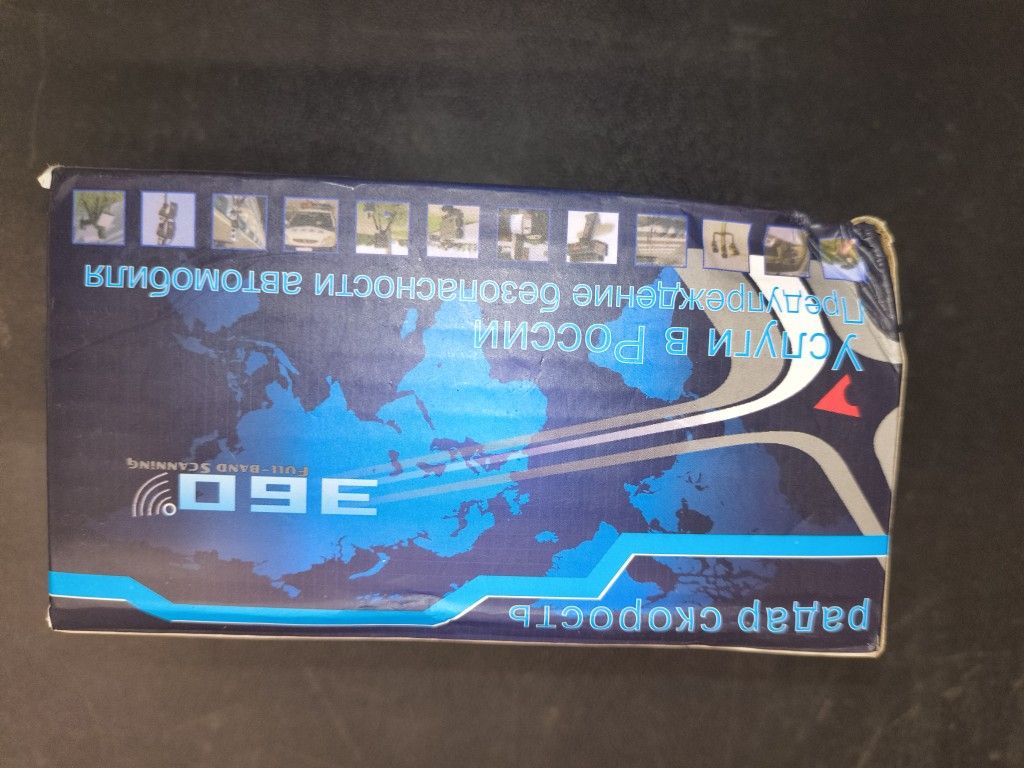 радар скорость
360°
FULL-BAND SCANNING
Услуги в России
Предупреждение безопасности автомобиля